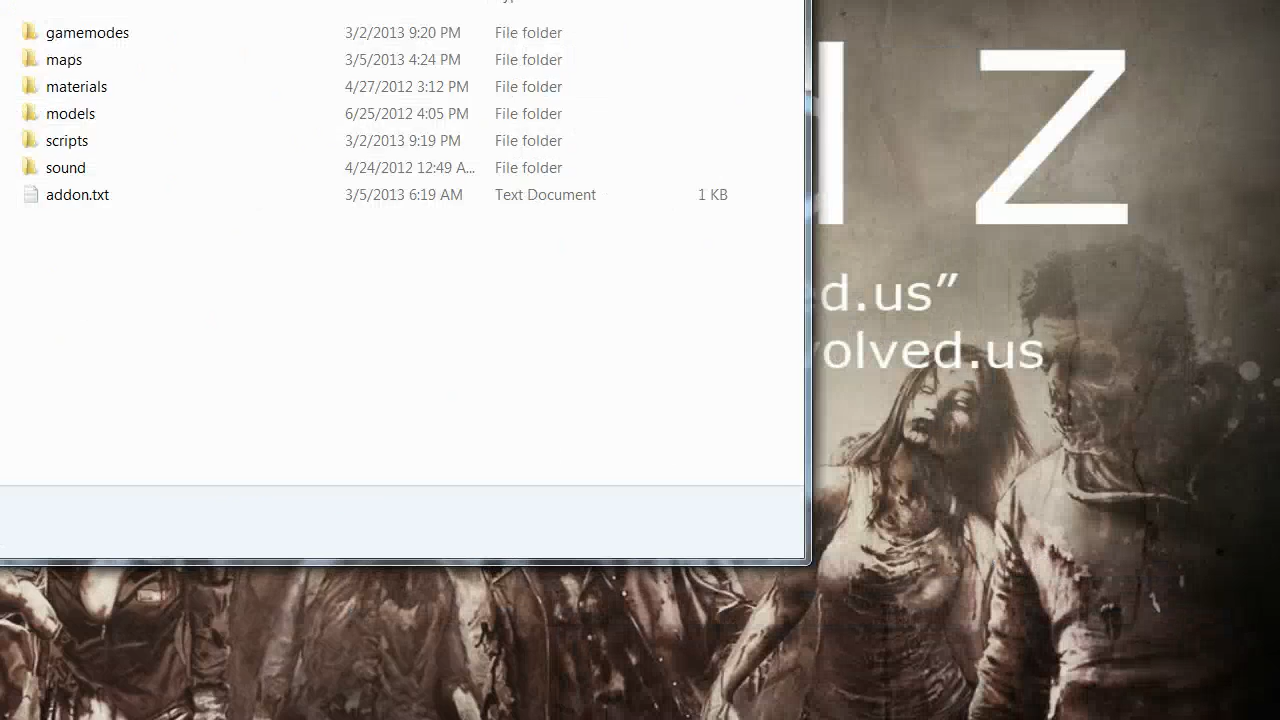 gamemodes 3/2/2013 9:20 PM File folder
maps 3/5/2013 4:24 PM File folder
materials 4/27/2012 3:12 PM File folder
models 6/25/2012 4:05 PM File folder
scripts 3/2/2013 9:19 PM File folder
sound 4/24/2012 12:49 A... File folder
addon.txt 3/5/2013 6:19 AM Text Document 1 KB
Z
d.us”
olved.us